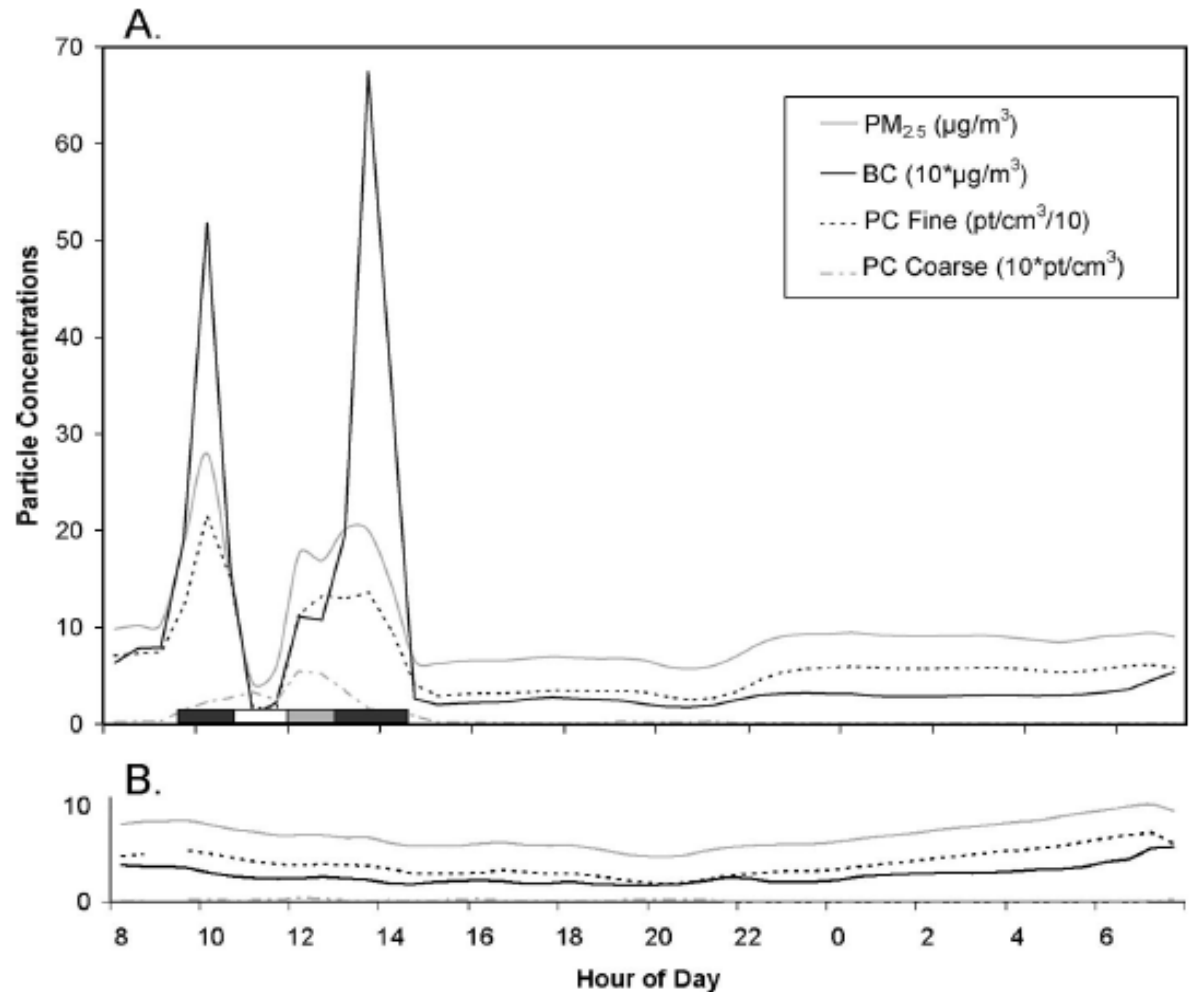 A.
70
60
50
40
30
20
10
0
Particle Concentrations
PM2.5 (µg/m³)
BC (10*µg/m³)
PC Fine (pt/cm³/10)
PC Coarse (10*pt/cm³)
B.
10
0
8 10 12 14 16 18 20 22 0 2 4 6
Hour of Day